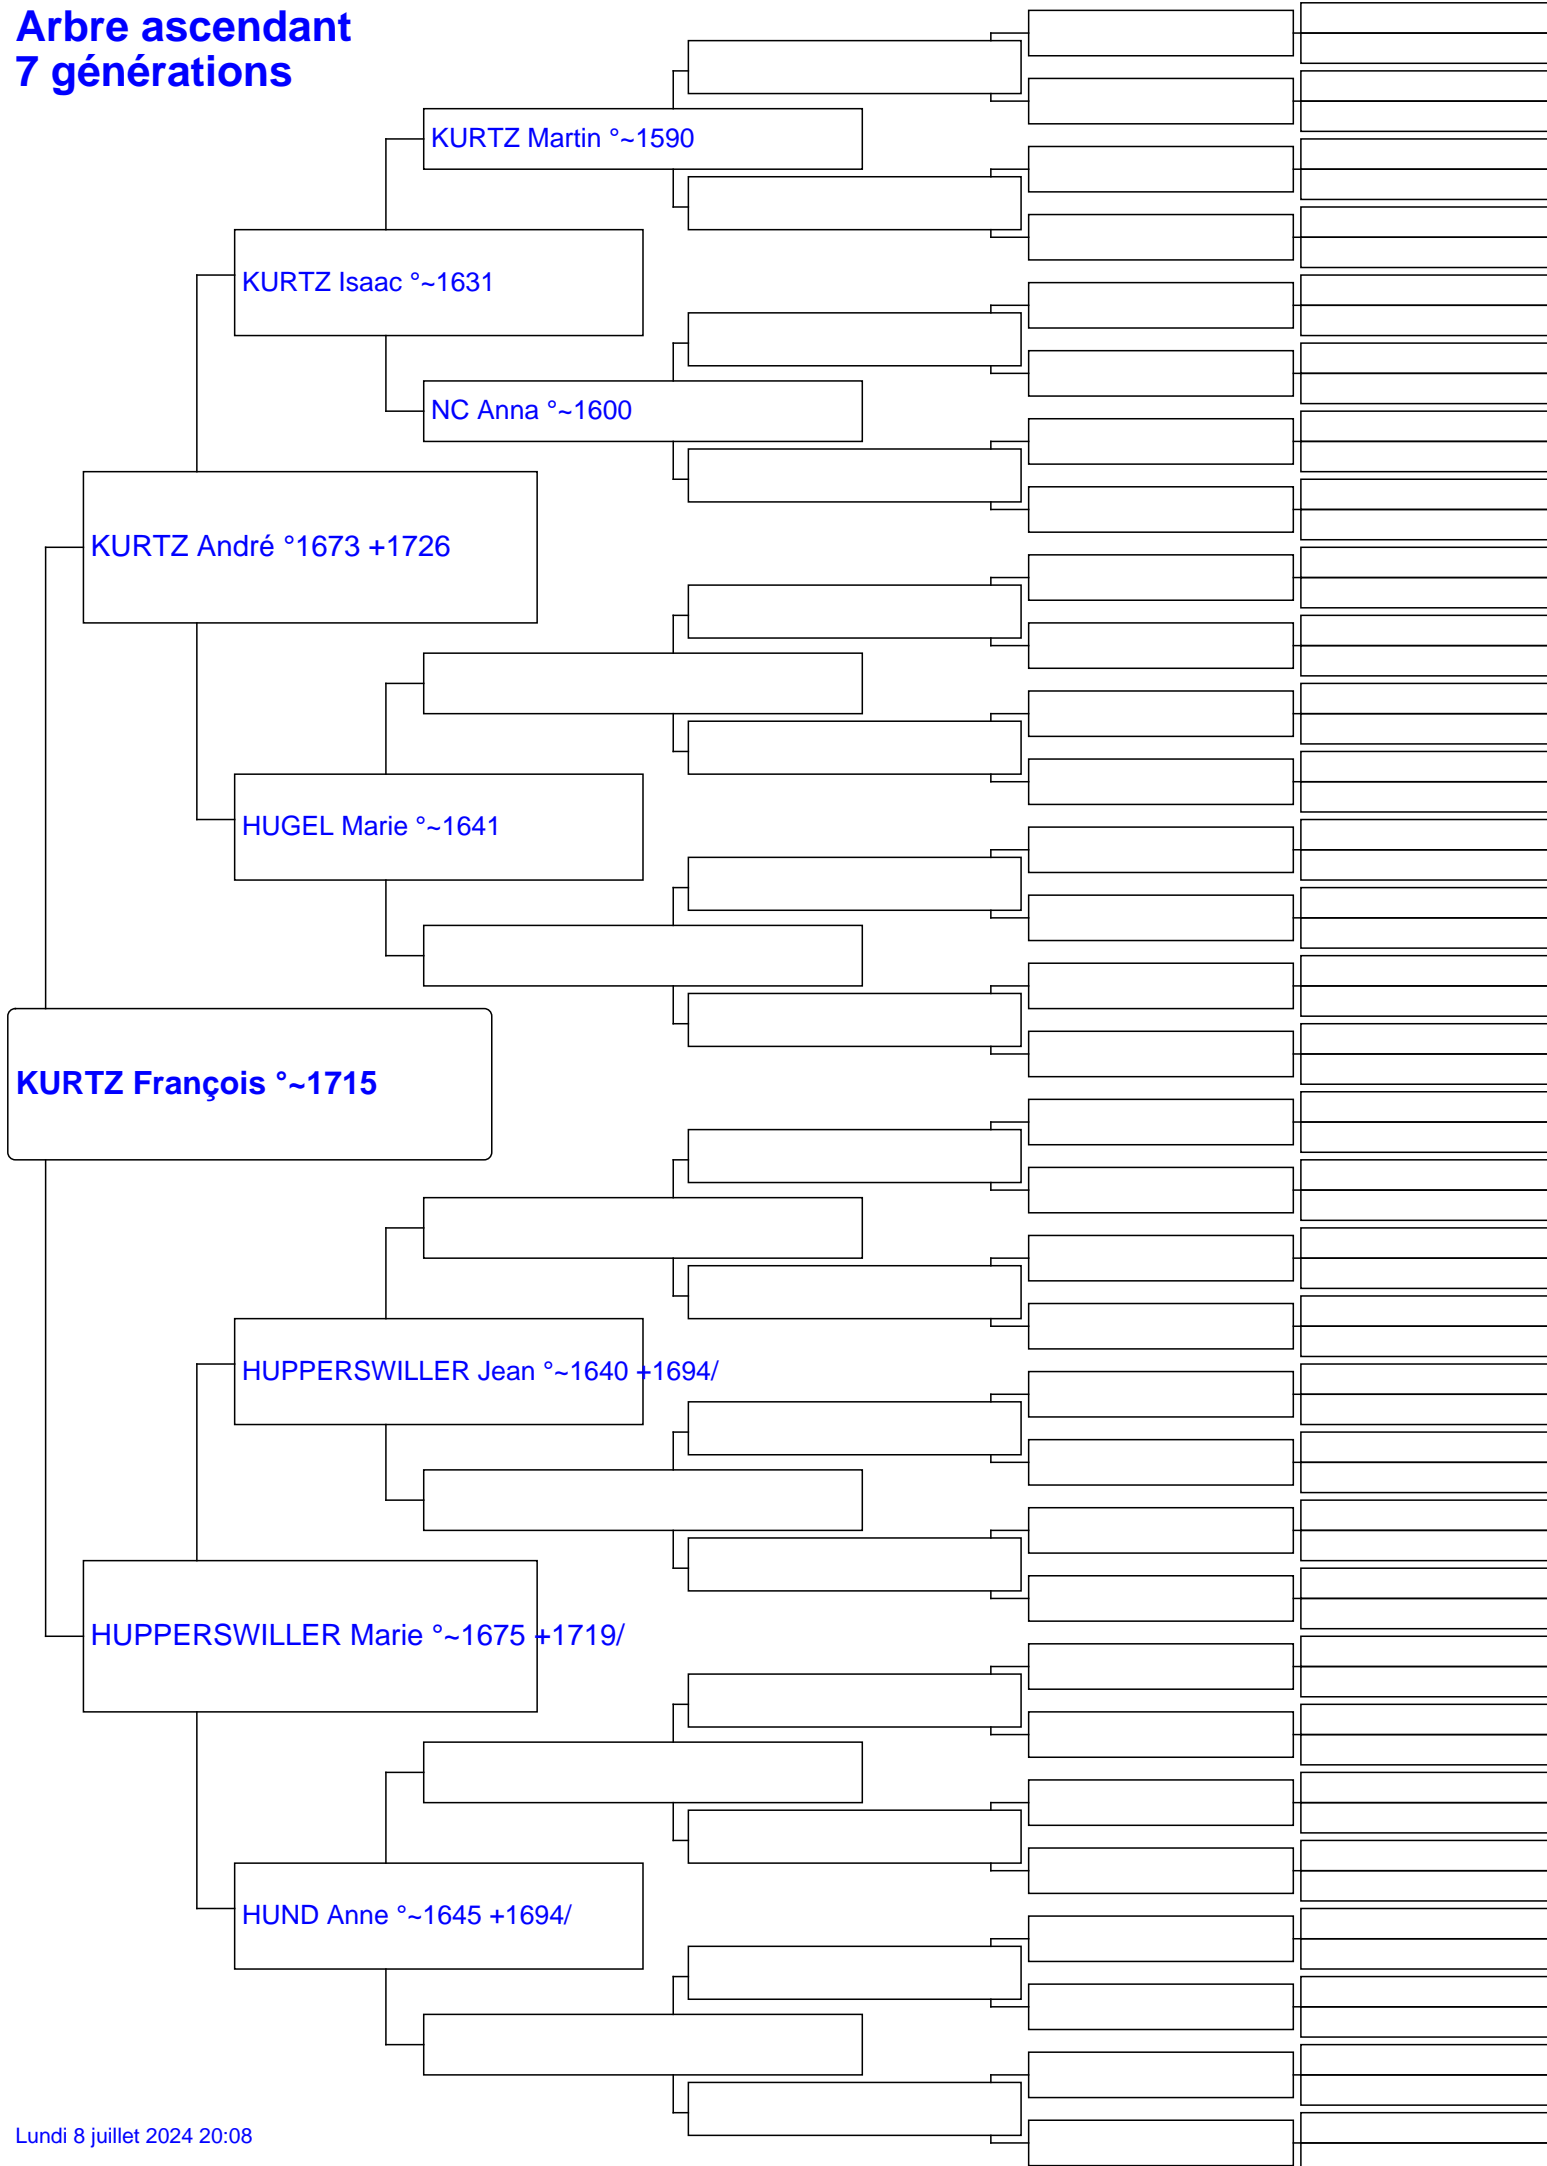 Arbre ascendant
7 générations
KURTZ Martin °~1590
KURTZ Isaac °~1631
NC Anna °~1600
KURTZ André °1673 +1726
HUGEL Marie °~1641
KURTZ François °~1715
HUPPERSWILLER Jean °~1640 +1694/
HUPPERSWILLER Marie °~1675 +1719/
HUND Anne °~1645 +1694/
Lundi 8 juillet 2024 20:08